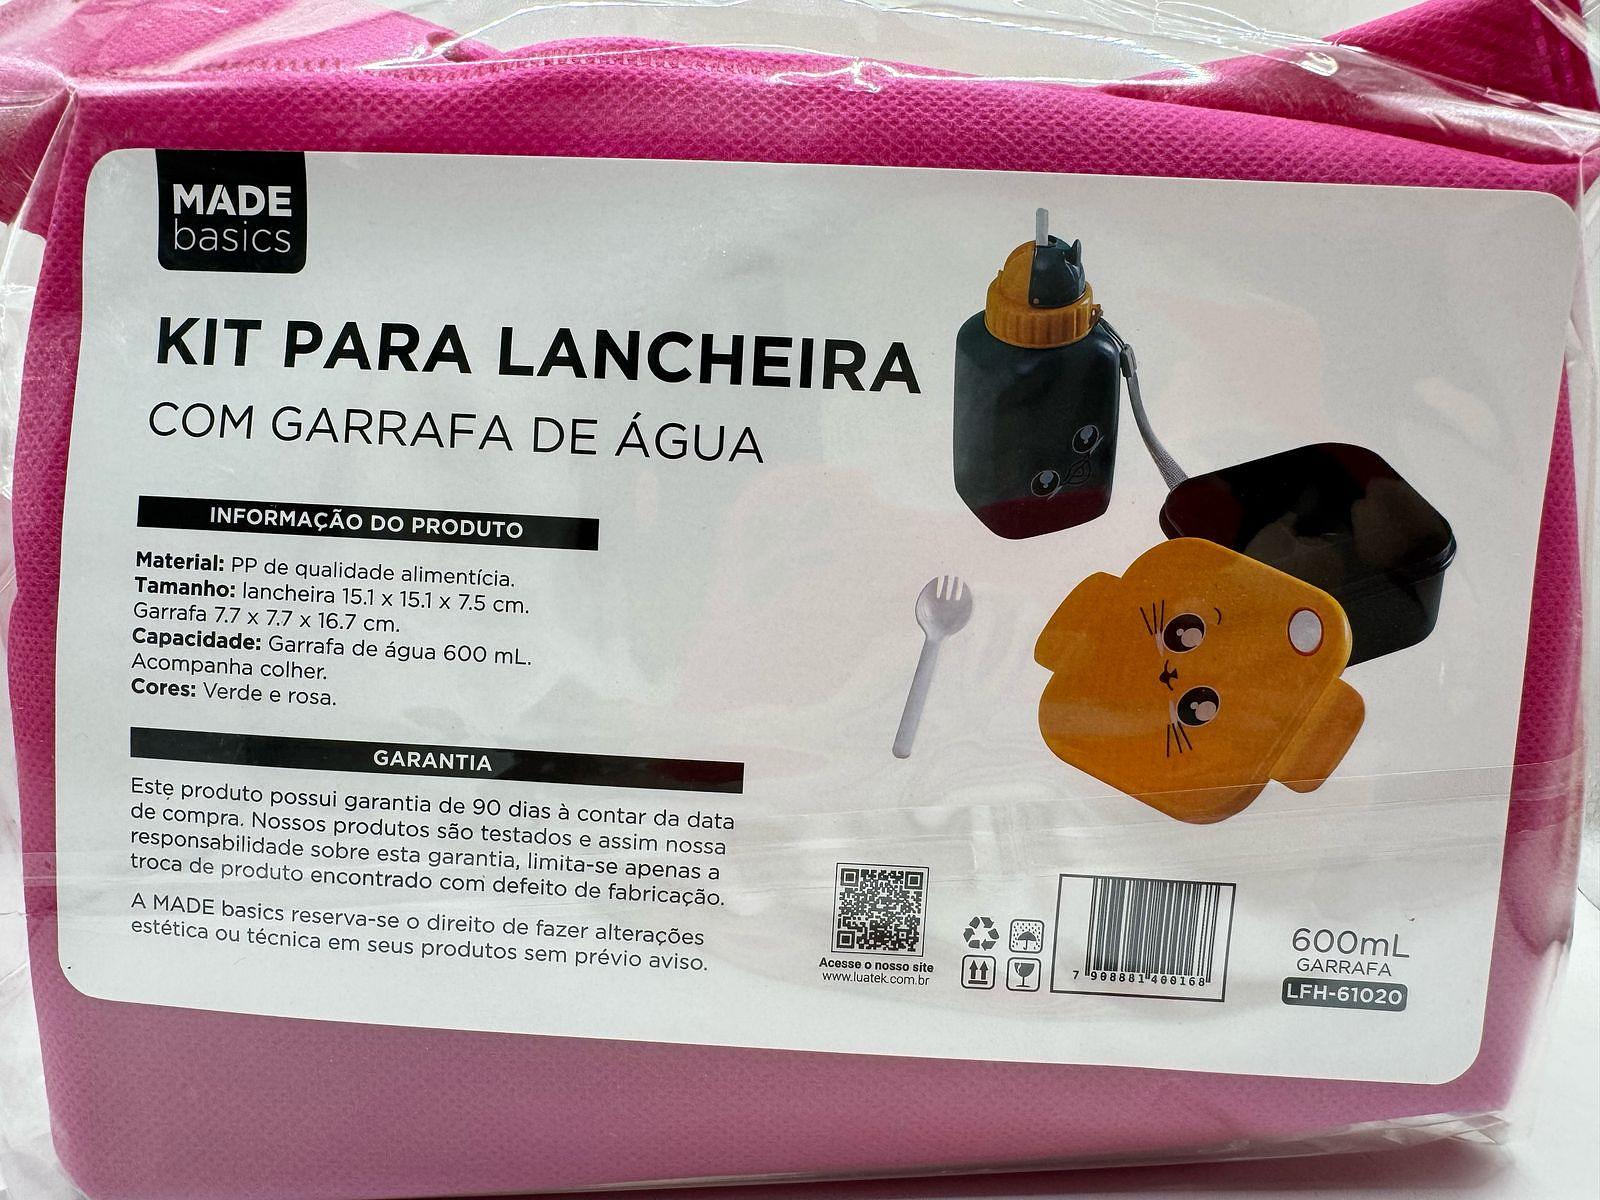 MADE
basics
KIT PARA LANCHEIRA
COM GARRAFA DE ÁGUA
INFORMAÇÃO DO PRODUTO
Material: PP de qualidade alimentícia.
Tamanho: lancheira 15.1 x 15.1 x 7.5 cm.
Garrafa 7.7 x 7.7 x 16.7 cm.
Capacidade: Garrafa de água 600 mL.
Acompanha colher.
Cores: Verde e rosa.
GARANTIA
Este produto possui garantia de 90 dias à contar da data
de compra. Nossos produtos são testados e assim nossa
responsabilidade sobre esta garantia, limita-se apenas a
troca de produto encontrado com defeito de fabricação.
A MADE basics reserva-se o direito de fazer alterações
estética ou técnica em seus produtos sem prévio aviso.
Acesse o nosso site
www.luatek.com.br
7 908881 400168
600mL
GARRAFA
LFH-61020